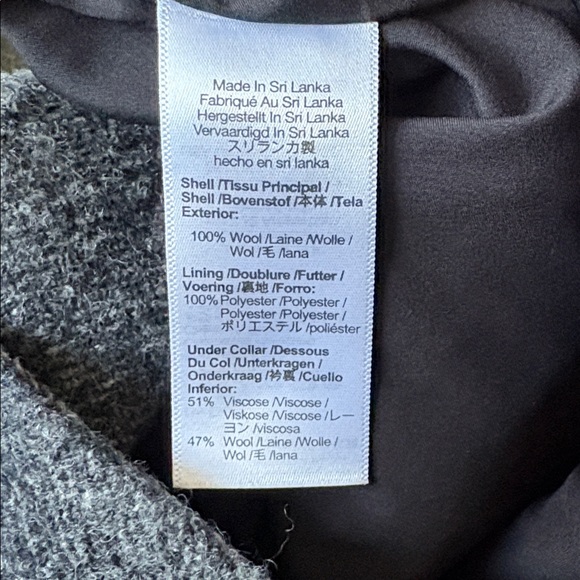 Made In Sri Lanka
Fabriqué Au Sri Lanka
Hergestellt In Sri Lanka
Vervaardigd In Sri Lanka
スリランカ製
hecho en sri lanka
Shell /Tissu Principal /
Shell /Bovenstof /本体 /Tela
Exterior:
100% Wool /Laine /Wolle /
Wol /毛 /lana
Lining /Doublure /Futter /
Voering /裏地 /Forro:
100% Polyester /Polyester /
Polyester /Polyester /
ポリエステル /poliéster
Under Collar /Dessous
Du Col /Unterkragen /
Onderkraag /衿裏 /Cuello
Inferior:
51% Viscose /Viscose /
Viskose /Viscose /レー
ヨン /viscosa
47% Wool /Laine /Wolle /
Wol /毛 /lana